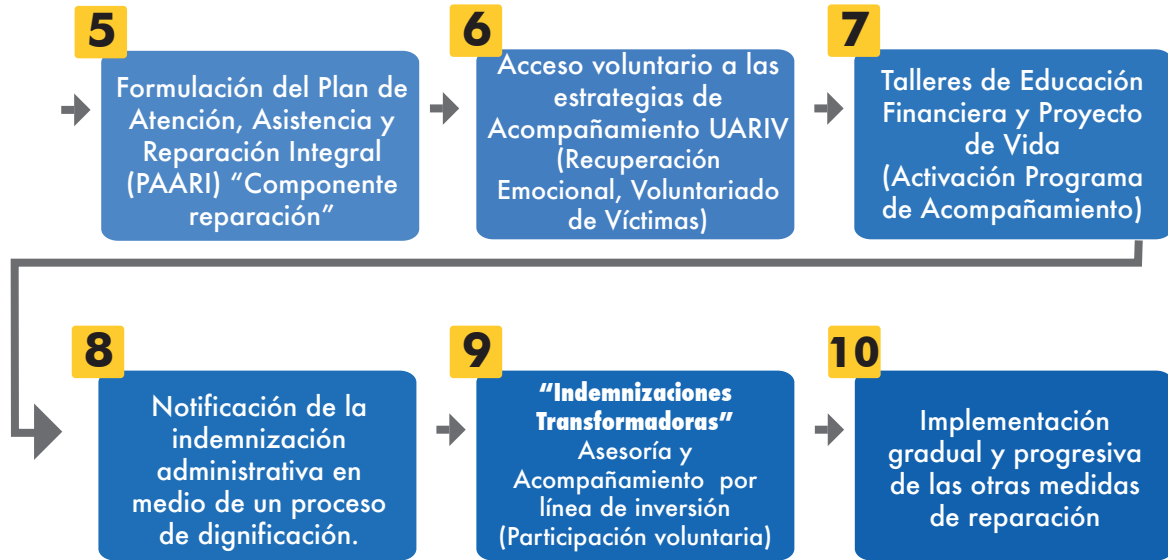 5
Formulación del Plan de
Atención, Asistencia y
Reparación Integral
(PAARI) “Componente
reparación”
6
Acceso voluntario a las
estrategias de
Acompañamiento UARIV
(Recuperación
Emocional, Voluntariado
de Víctimas)
7
Talleres de Educación
Financiera y Proyecto
de Vida
(Activación Programa
de Acompañamiento)
8
Notificación de la
indemnización
administrativa en
medio de un proceso
de dignificación.
9
“Indemnizaciones
Transformadoras”
Asesoría y
Acompañamiento por
línea de inversión
(Participación voluntaria)
10
Implementación
gradual y progresiva
de las otras medidas
de reparación